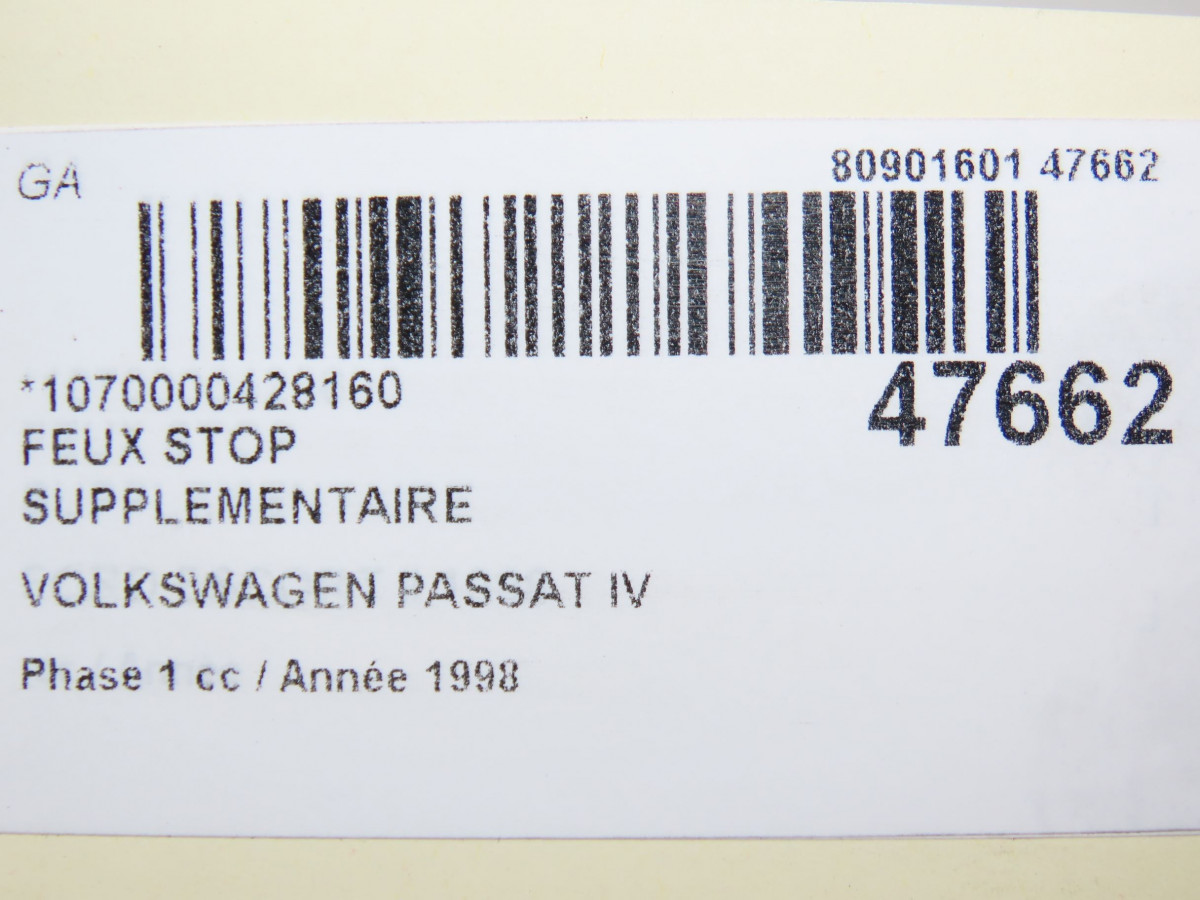 GA
80901601 47662
*1070000428160
47662
FEUX STOP
SUPPLEMENTAIRE
VOLKSWAGEN PASSAT IV
Phase 1 cc / Année 1998